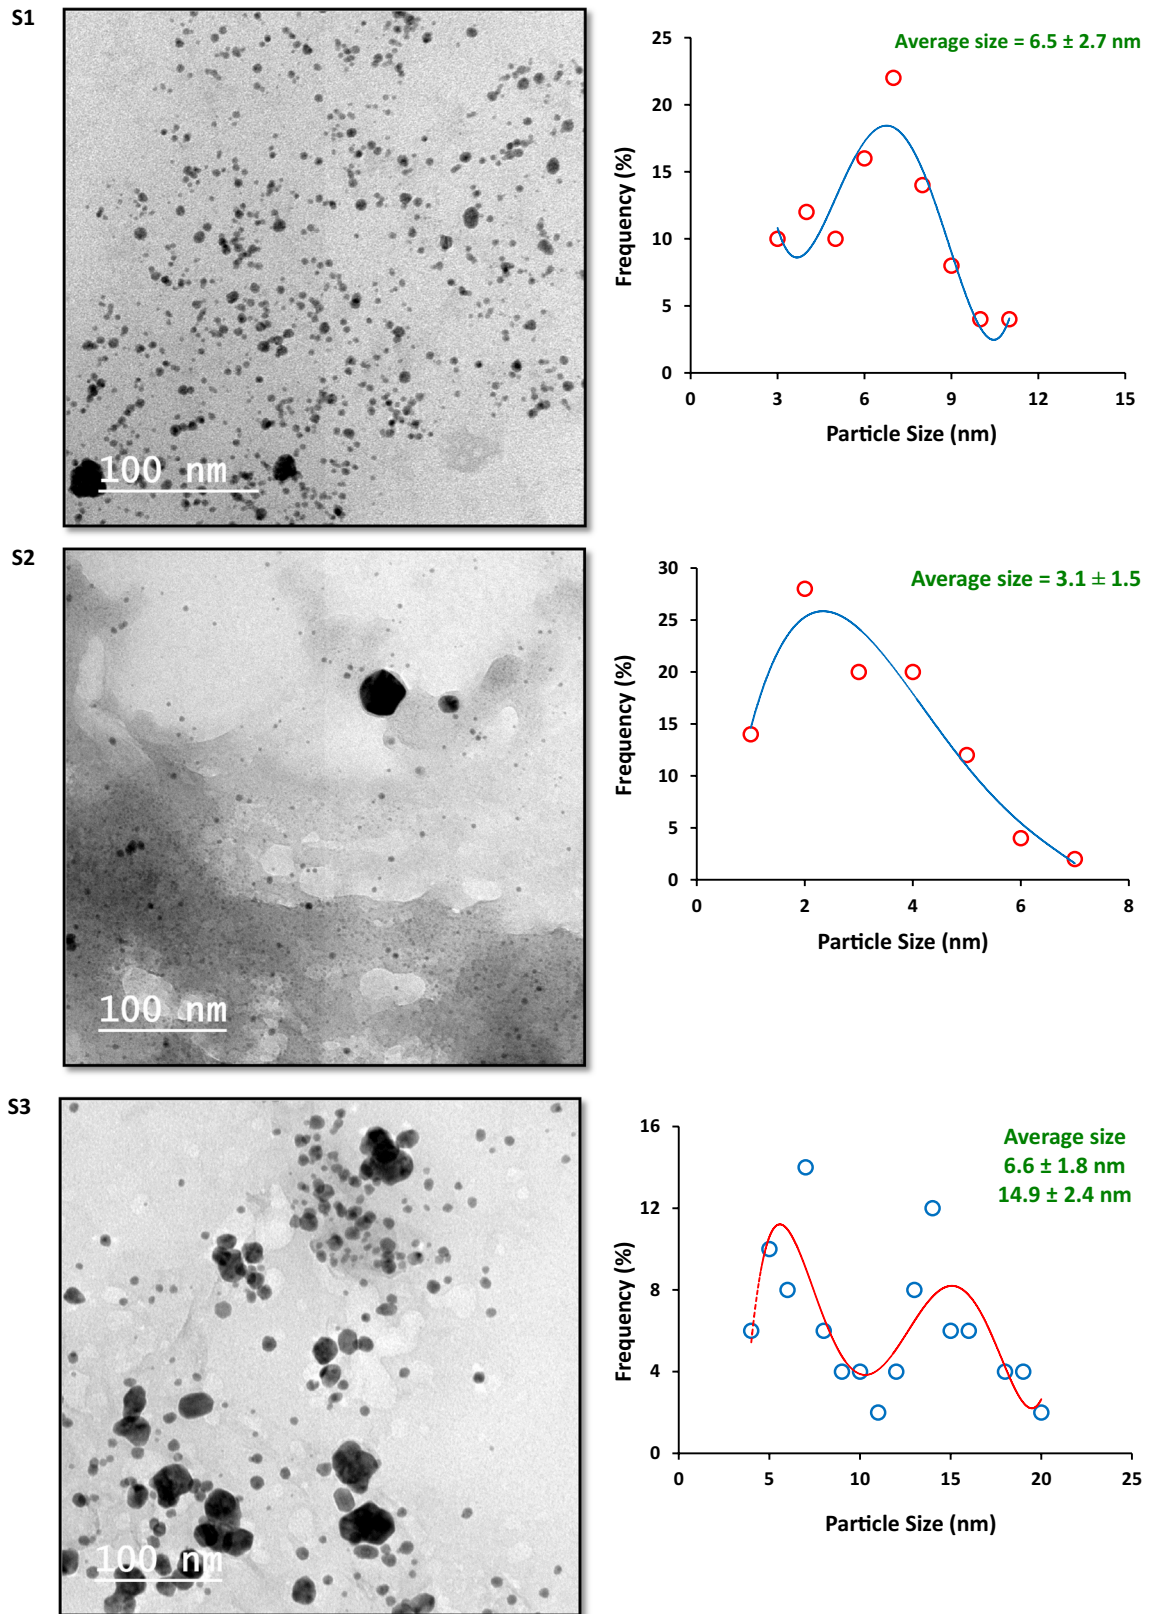 S1
100 nm
Average size = 6.5 ± 2.7 nm
25
20
15
10
5
0
Frequency (%)
0 3 6 9 12 15
Particle Size (nm)
S2
100 nm
Average size = 3.1 ± 1.5
30
25
20
15
10
5
0
Frequency (%)
0 2 4 6 8
Particle Size (nm)
S3
100 nm
Average size
6.6 ± 1.8 nm
14.9 ± 2.4 nm
16
12
8
4
0
Frequency (%)
0 5 10 15 20 25
Particle Size (nm)